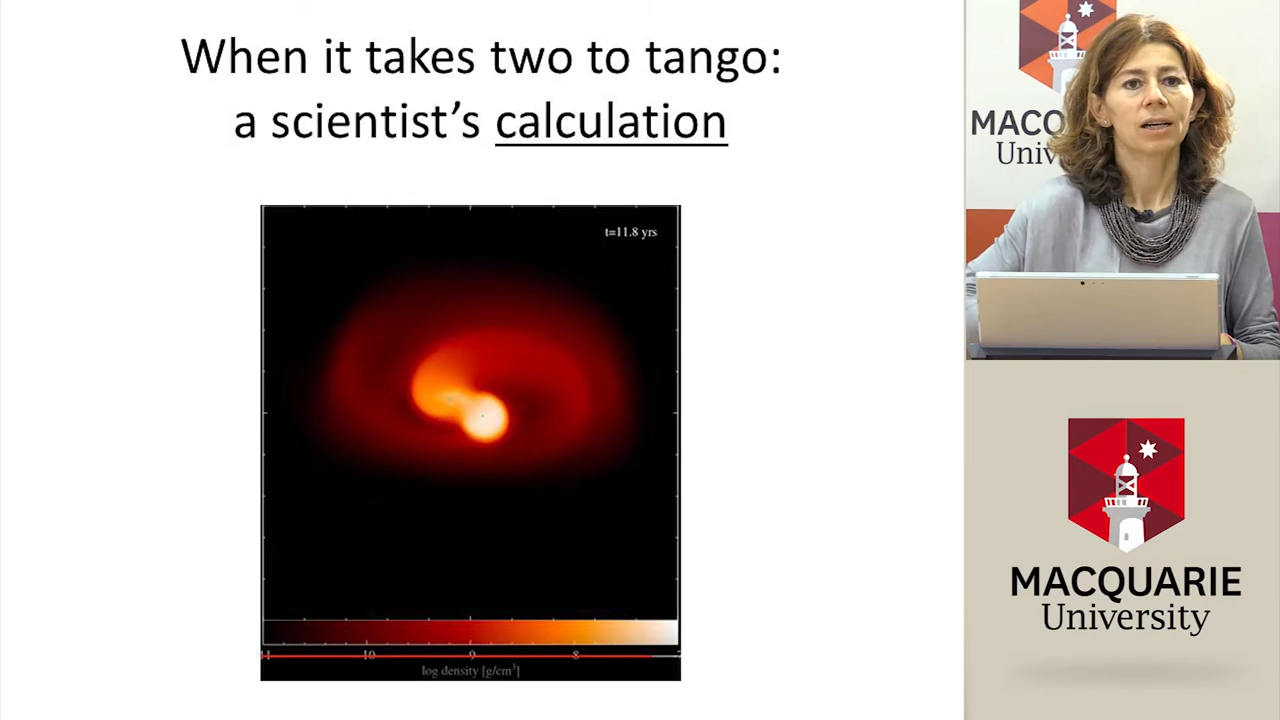 When it takes two to tango:
a scientist's calculation
t=11.8 yrs
10
9
8
log density [g/cm³]
MACQ
Univ
MACQUARIE
University